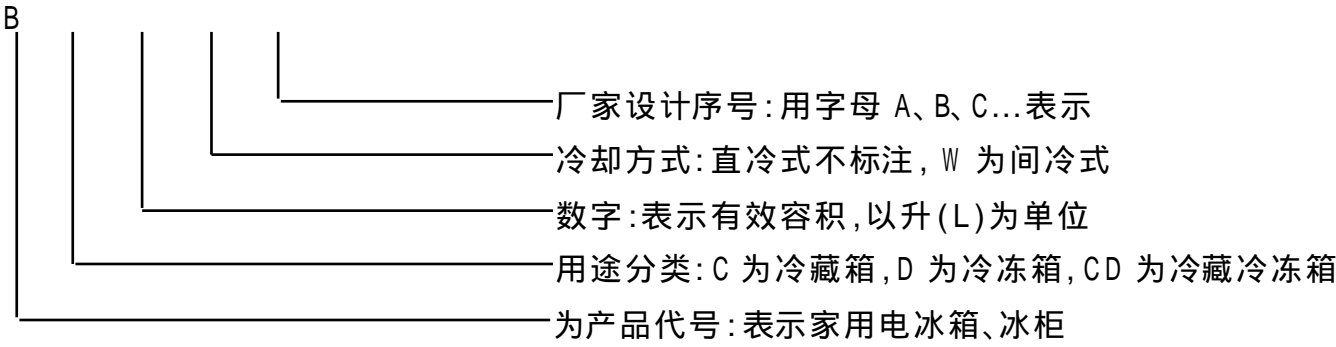 B
厂家设计序号:用字母 A、B、C...表示
冷却方式:直冷式不标注, W 为间冷式
数字:表示有效容积,以升(L)为单位
用途分类:C 为冷藏箱,D 为冷冻箱,CD 为冷藏冷冻箱
为产品代号:表示家用电冰箱、冰柜